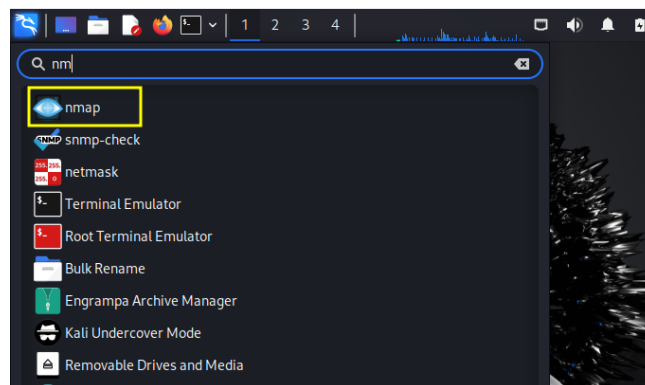 1 2 3 4
nm
nmap
snmp-check
netmask
Terminal Emulator
Root Terminal Emulator
Bulk Rename
Engrampa Archive Manager
Kali Undercover Mode
Removable Drives and Media